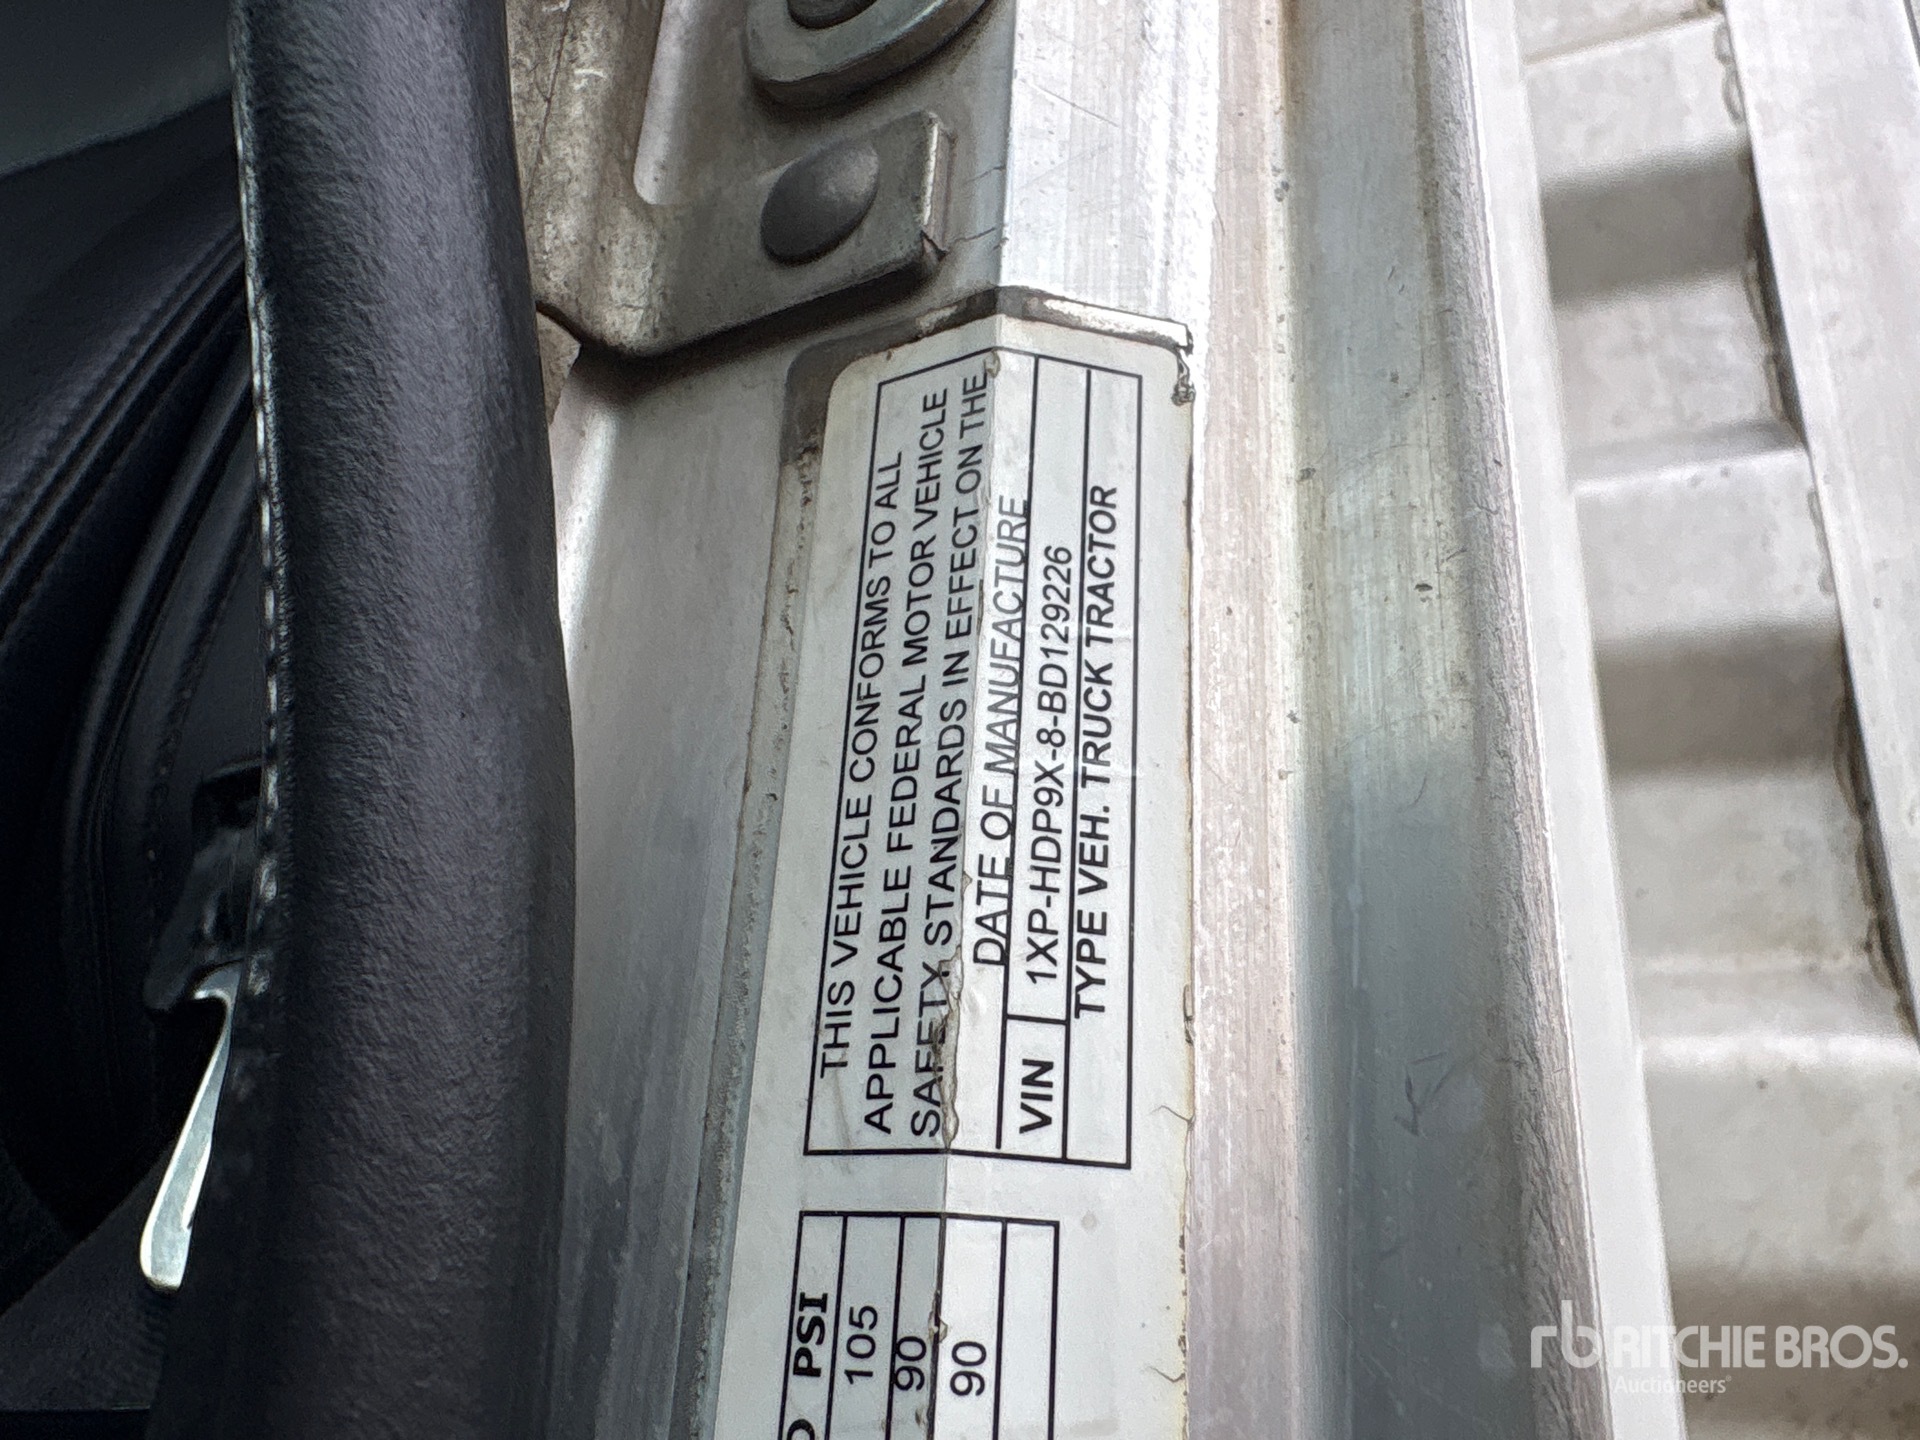 THIS VEHICLE CONFORMS TO ALL
APPLICABLE FEDERAL MOTOR VEHICLE
SAFETY STANDARDS IN EFFECT ON THE
DATE OF MANUFACTURE
VIN 1XP-HDP9X-8-BD129226
TYPE VEH. TRUCK TRACTOR
PSI
105
90
90
rb RITCHIE BROS.
Auctioneers